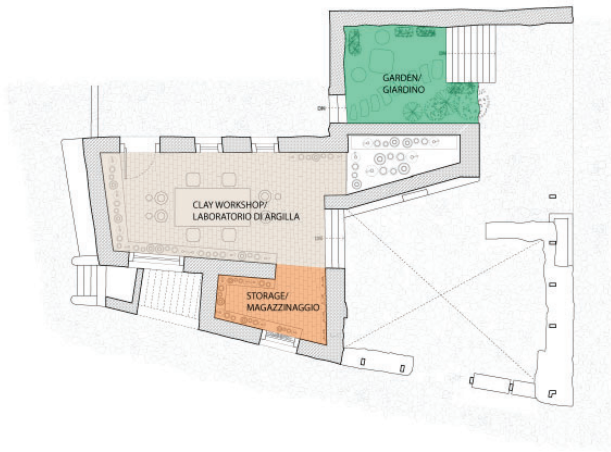 GARDEN/
GIARDINO
CLAY WORKSHOP/
LABORATORIO DI ARGILLA
STORAGE/
MAGAZZINAGGIO